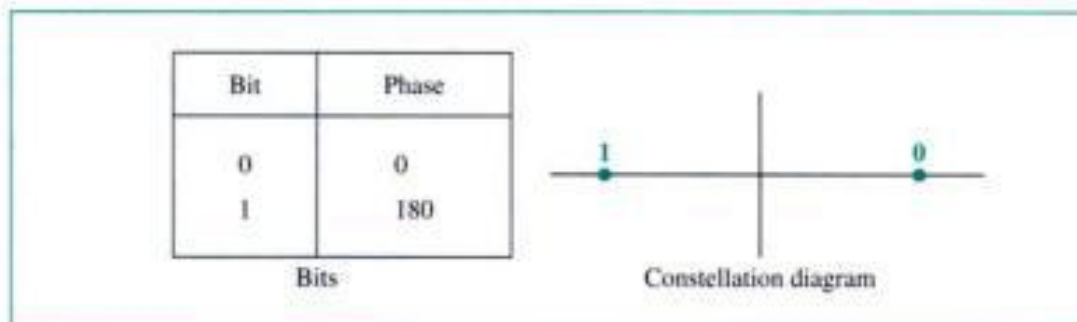 Bit Phase
0 0
1 180
Bits
1 0
Constellation diagram